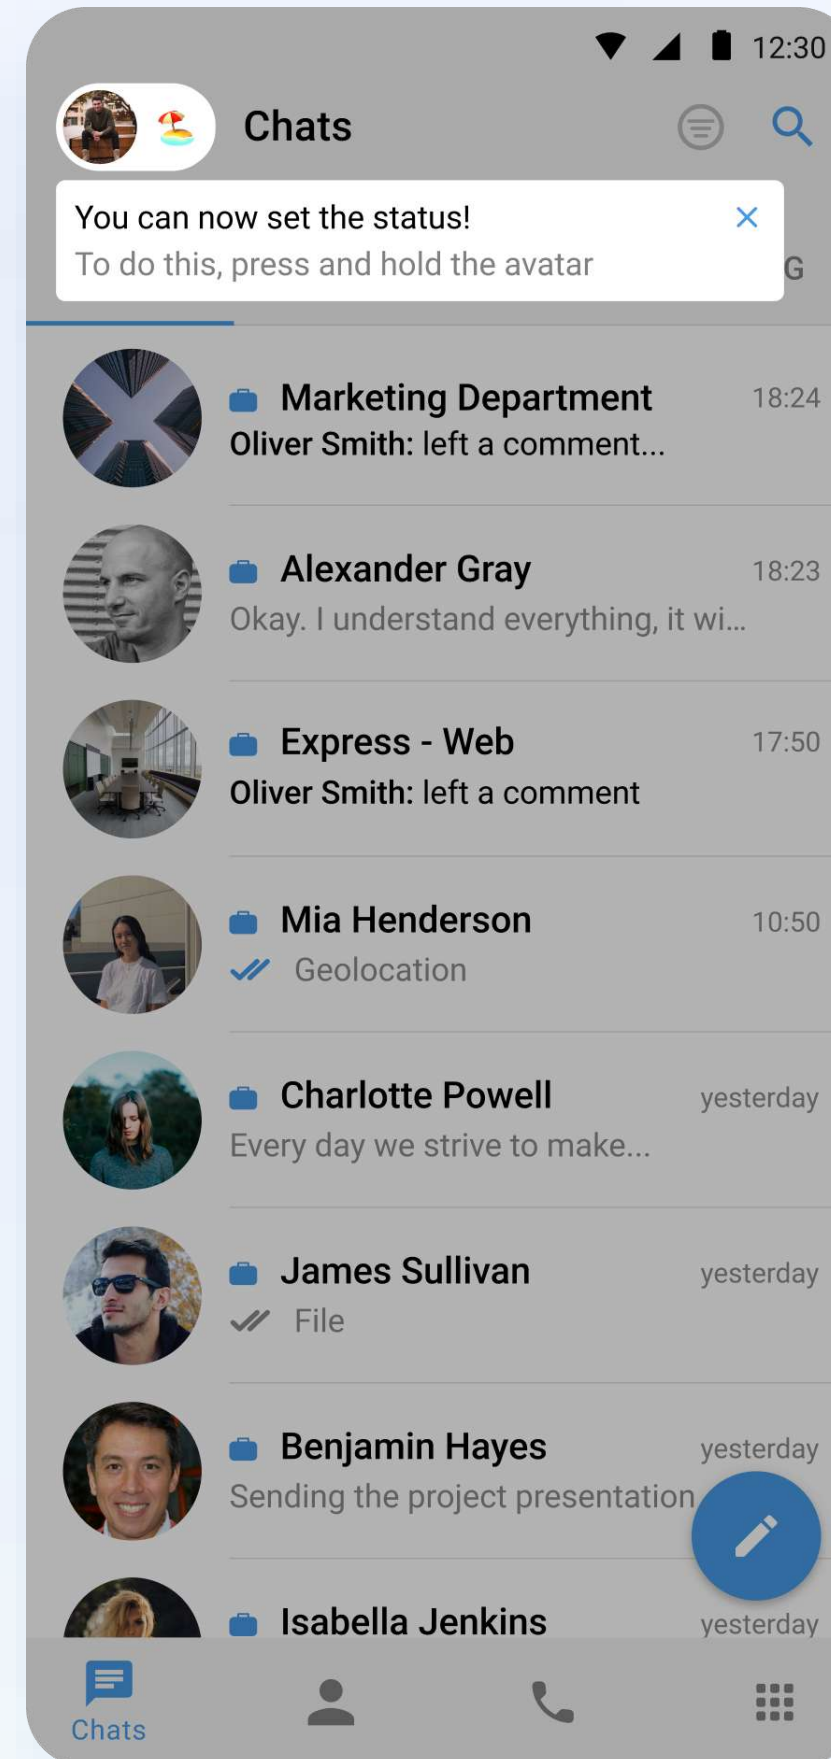 12:30
Chats
You can now set the status!
To do this, press and hold the avatar
G
Marketing Department 18:24
Oliver Smith: left a comment...
Alexander Gray 18:23
Okay. I understand everything, it wi...
Express - Web 17:50
Oliver Smith: left a comment
Mia Henderson 10:50
Geolocation
Charlotte Powell yesterday
Every day we strive to make...
James Sullivan yesterday
File
Benjamin Hayes yesterday
Sending the project presentation
Isabella Jenkins yesterday
Chats